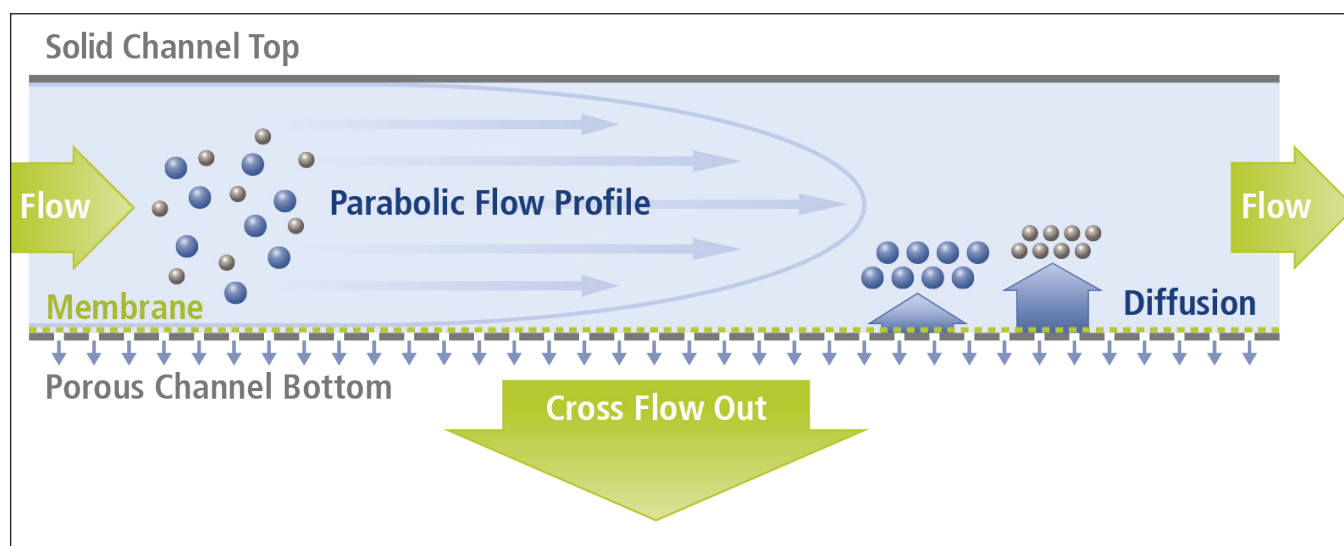 Solid Channel Top
Flow
Parabolic Flow Profile
Flow
Membrane
Diffusion
Porous Channel Bottom
Cross Flow Out